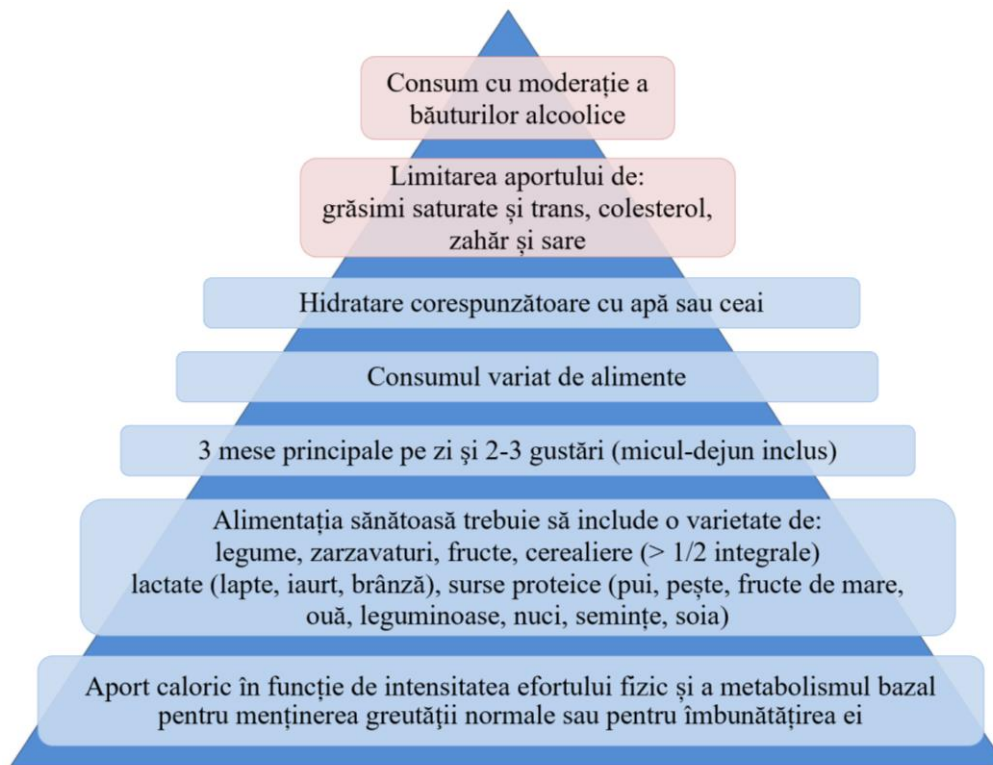 Consum cu moderație a
băuturilor alcoolice
Limitarea aportului de:
grăsimi saturate și trans, colesterol,
zahăr și sare
Hidratare corespunzătoare cu apă sau ceai
Consumul variat de alimente
3 mese principale pe zi şi 2-3 gustări (micul-dejun inclus)
Alimentația sănătoasă trebuie să include o varietate de:
legume, zarzavaturi, fructe, cerealiere (> 1/2 integrale)
lactate (lapte, iaurt, brânză), surse proteice (pui, pește, fructe de mare,
ouă, leguminoase, nuci, semințe, soia)
Aport caloric în funcție de intensitatea efortului fizic și a metabolismul bazal
pentru menținerea greutăţii normale sau pentru îmbunătățirea ei